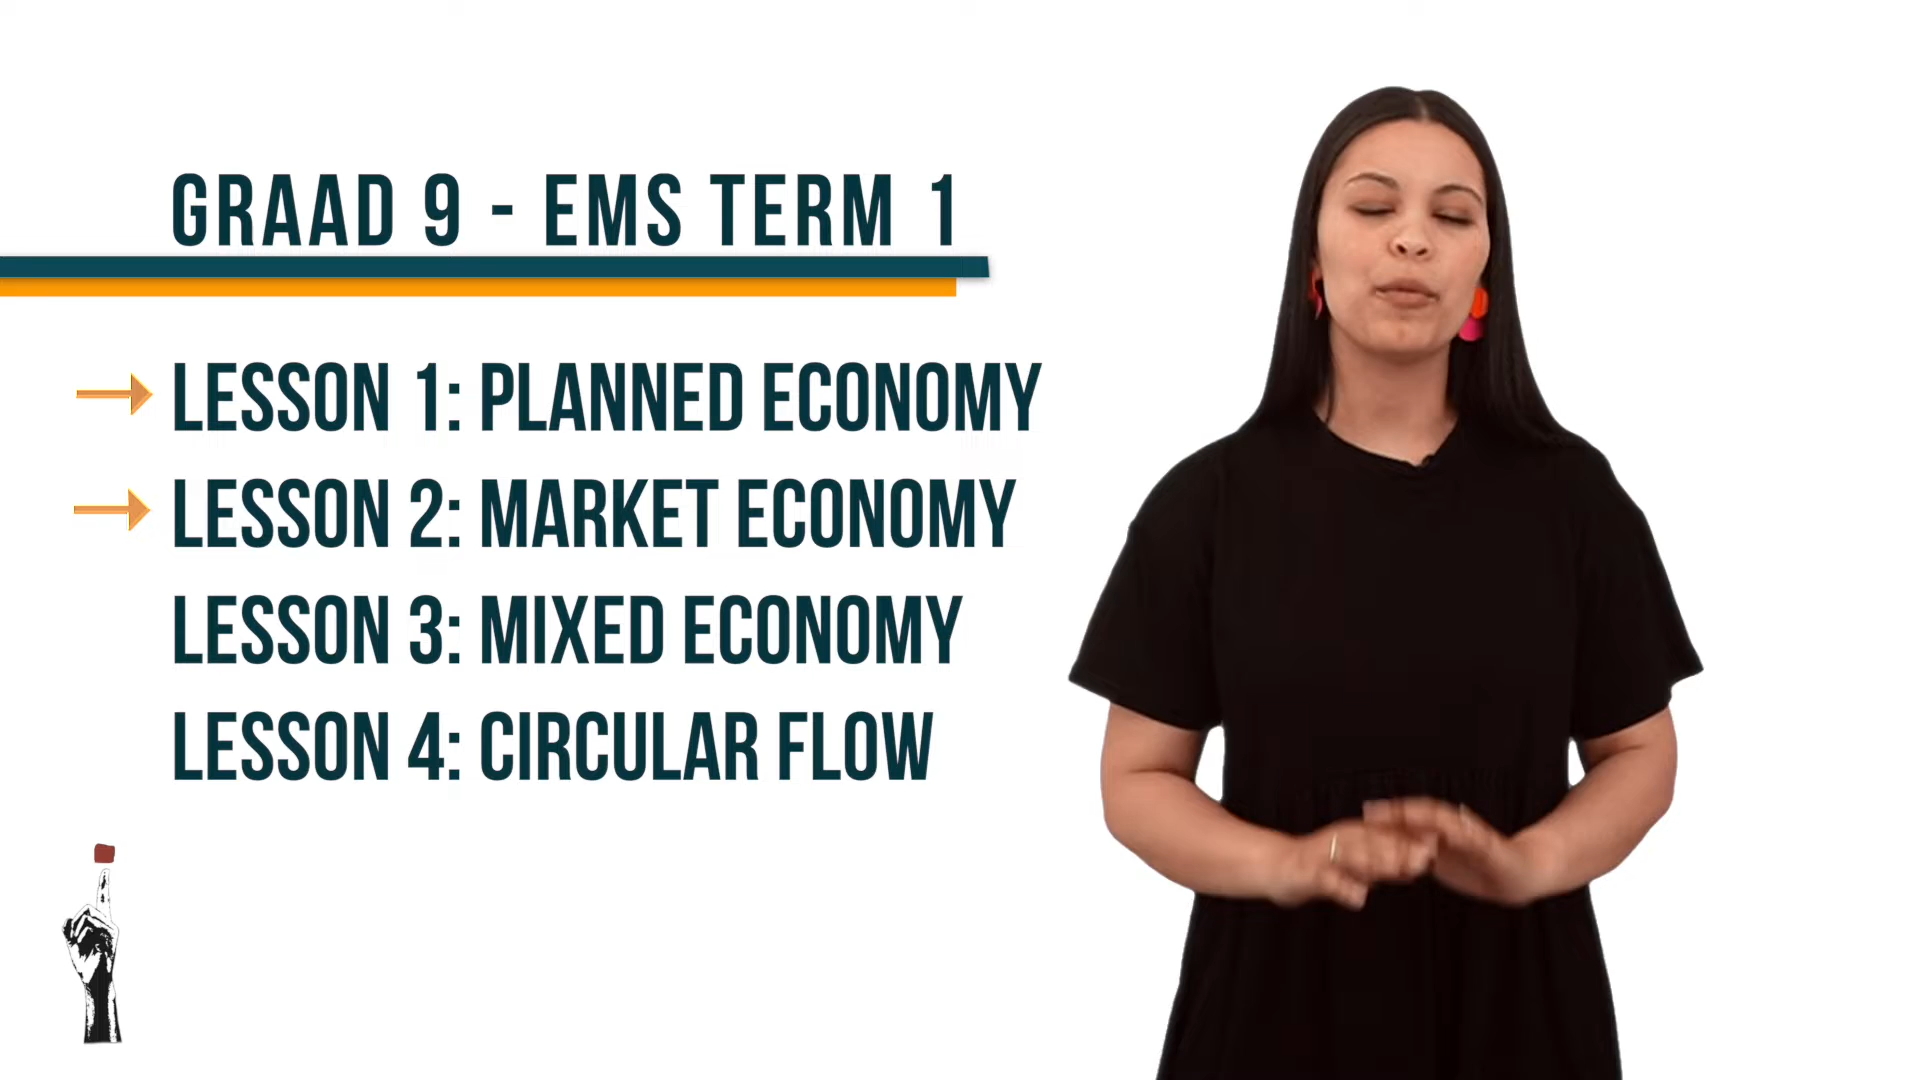 GRAAD 9 - EMS TERM 1
LESSON 1: PLANNED ECONOMY
LESSON 2: MARKET ECONOMY
LESSON 3: MIXED ECONOMY
LESSON 4: CIRCULAR FLOW